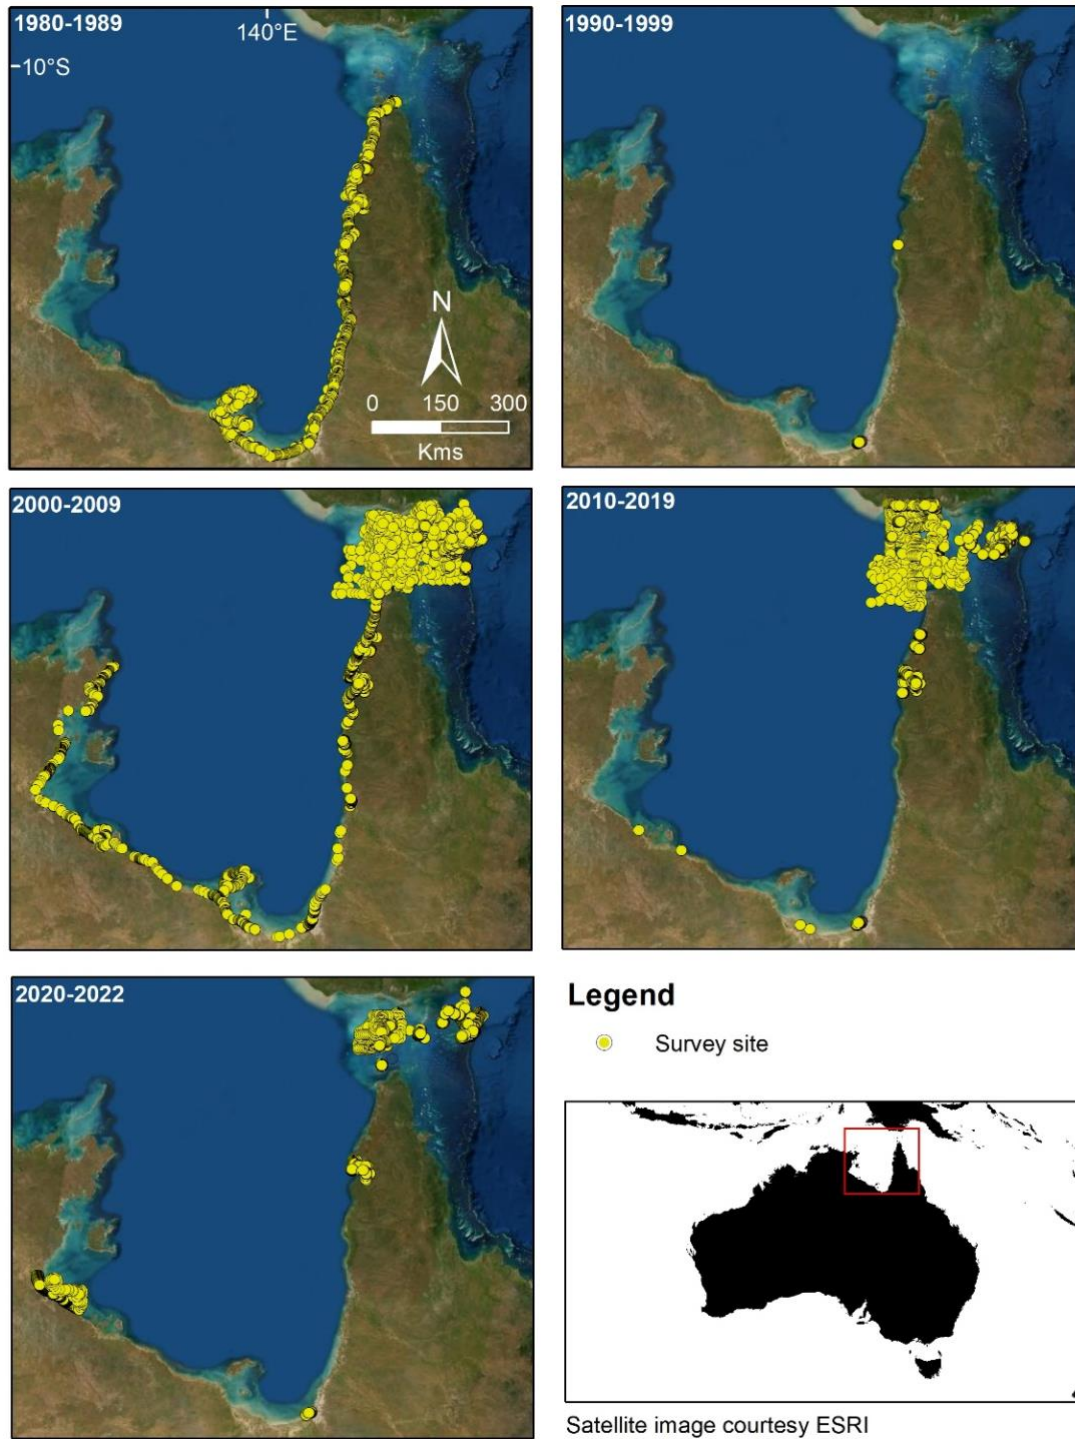 1980-1989
140°E
10°S
N
0 150 300
Kms
1990-1999
2000-2009
2010-2019
2020-2022
Legend
Survey site
Satellite image courtesy ESRI